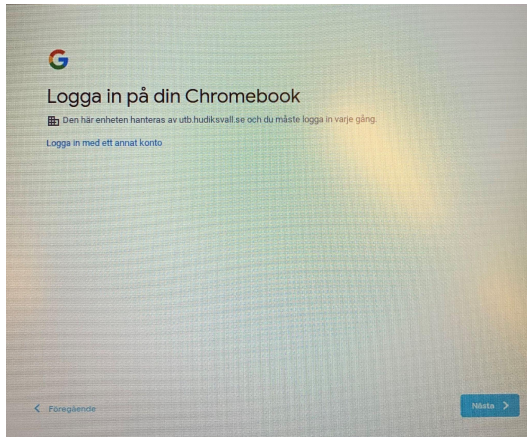 Logga in på din Chromebook
Den här enheten hanteras av utb.hudiksvall.se och du måste logga in varje gång.
Logga in med ett annat konto
Föregående
Nästa